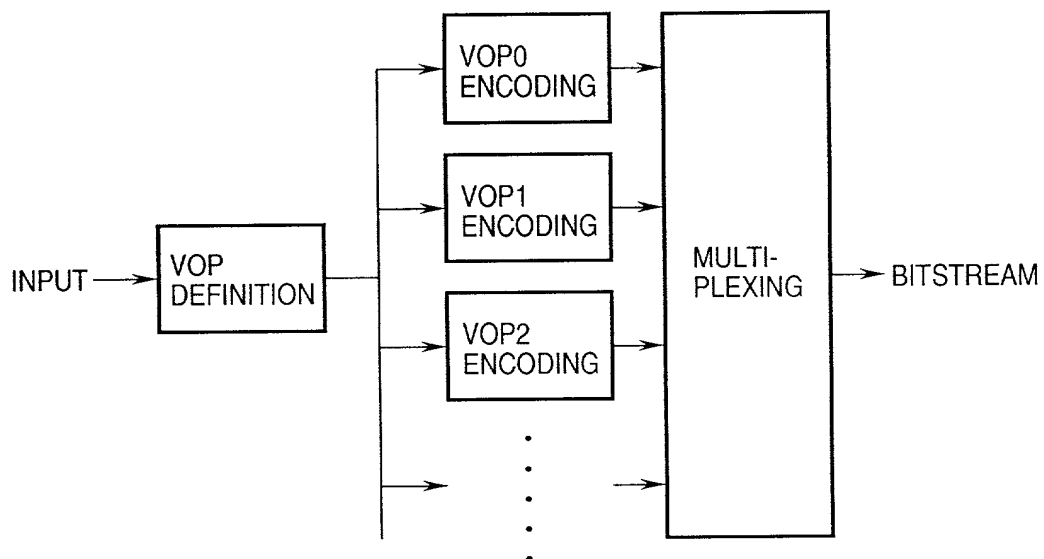 VOP0
ENCODING
VOP1
ENCODING
INPUT
VOP
DEFINITION
MULTI-
PLEXING
BITSTREAM
VOP2
ENCODING